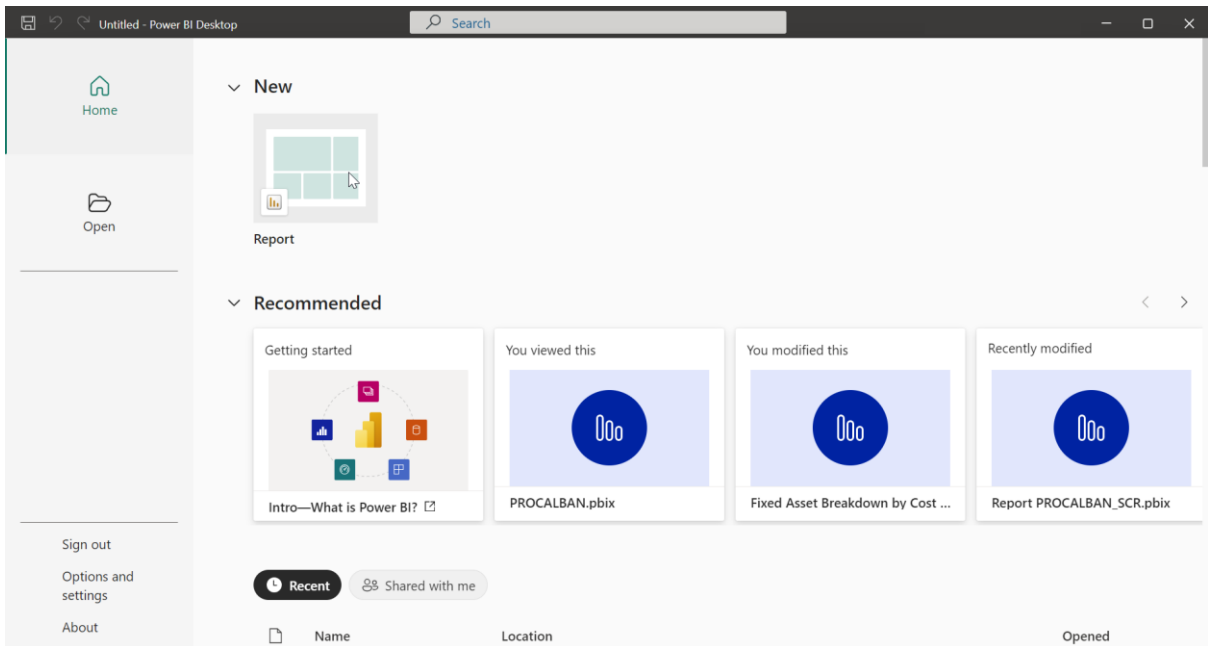 Untitled - Power BI Desktop
Search
Home
Open
Sign out
Options and
settings
About
New
Report
Recommended
Getting started
Intro—What is Power BI?
You viewed this
PROCALBAN.pbix
You modified this
Fixed Asset Breakdown by Cost ...
Recently modified
Report PROCALBAN_SCR.pbix
Recent
Shared with me
Name Location Opened